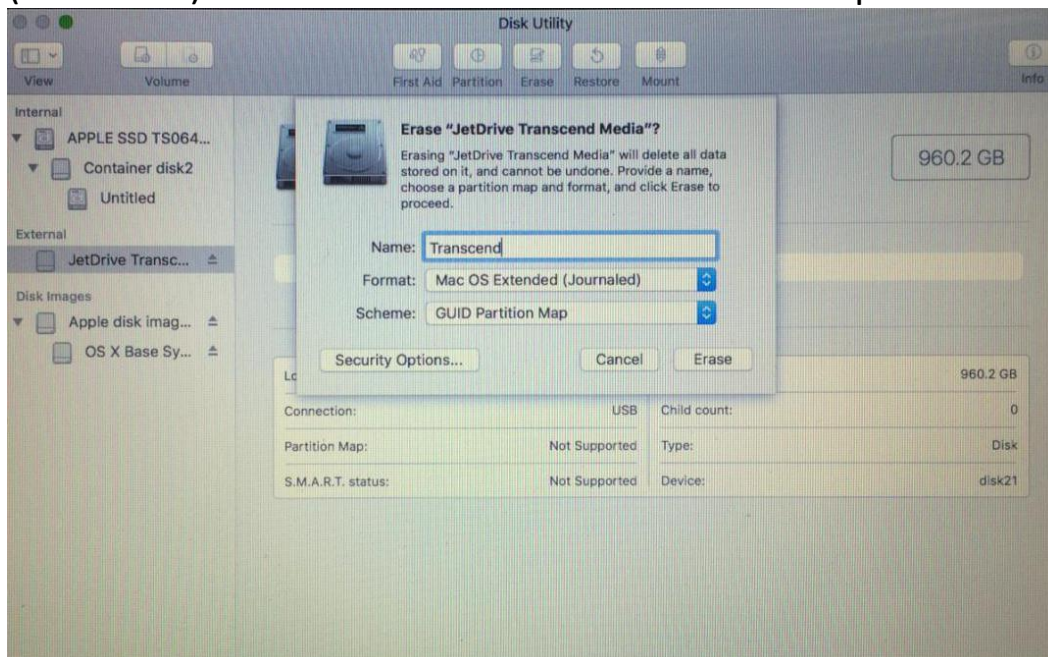 Disk Utility
View
Volume
First Aid
Partition
Erase
Restore
Mount
Info
Internal
APPLE SSD TS064...
Container disk2
Untitled
External
JetDrive Transc...
Disk Images
Apple disk imag...
OS X Base Sy...
960.2 GB
Erase "JetDrive Transcend Media"?
Erasing "JetDrive Transcend Media" will delete all data
stored on it, and cannot be undone. Provide a name,
choose a partition map and format, and click Erase to
proceed.
Name: Transcend
Format: Mac OS Extended (Journaled)
Scheme: GUID Partition Map
Security Options...
Cancel
Erase
960.2 GB
Connection: USB
Child count: 0
Partition Map: Not Supported
Type: Disk
S.M.A.R.T. status: Not Supported
Device: disk21